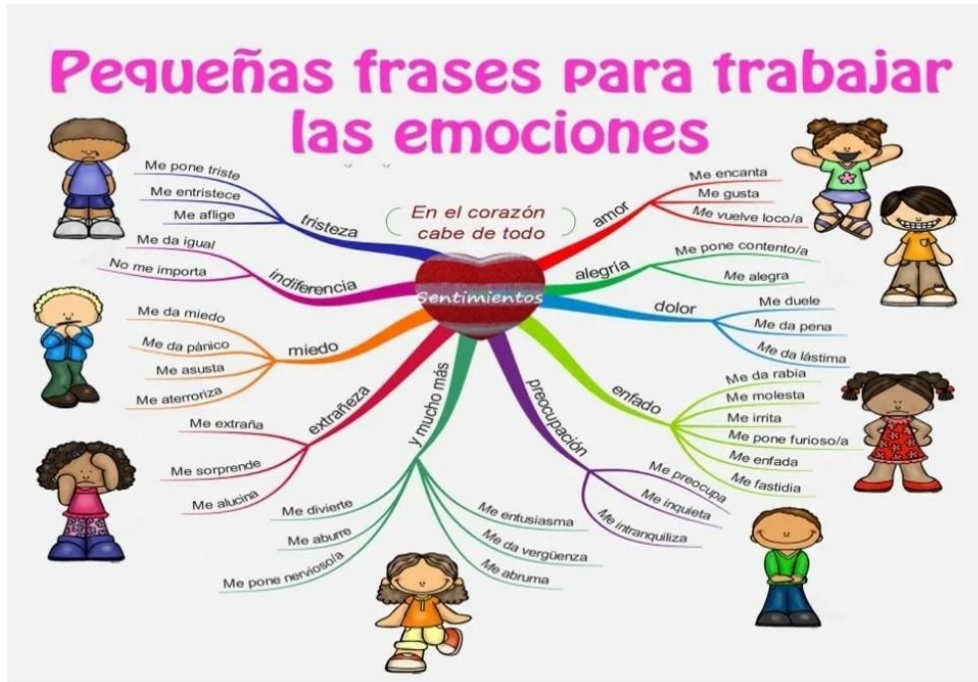 Pequeñas frases para trabajar
las emociones
En el corazón
cabe de todo
Sentimientos
tristeza
Me pone triste
Me entristece
Me aflige
indiferencia
Me da igual
No me importa
miedo
Me da miedo
Me da pánico
Me asusta
Me aterroriza
extrañeza
Me extraña
Me sorprende
Me alucina
y mucho más
Me divierte
Me aburre
Me pone nervioso/a
Me entusiasma
Me da vergüenza
Me abruma
amor
Me encanta
Me gusta
Me vuelve loco/a
alegría
Me pone contento/a
Me alegra
dolor
Me duele
Me da pena
Me da lástima
enfado
Me da rabia
Me molesta
Me irrita
Me pone furioso/a
Me enfada
Me fastidia
preocupación
Me preocupa
Me inquieta
Me intranquiliza